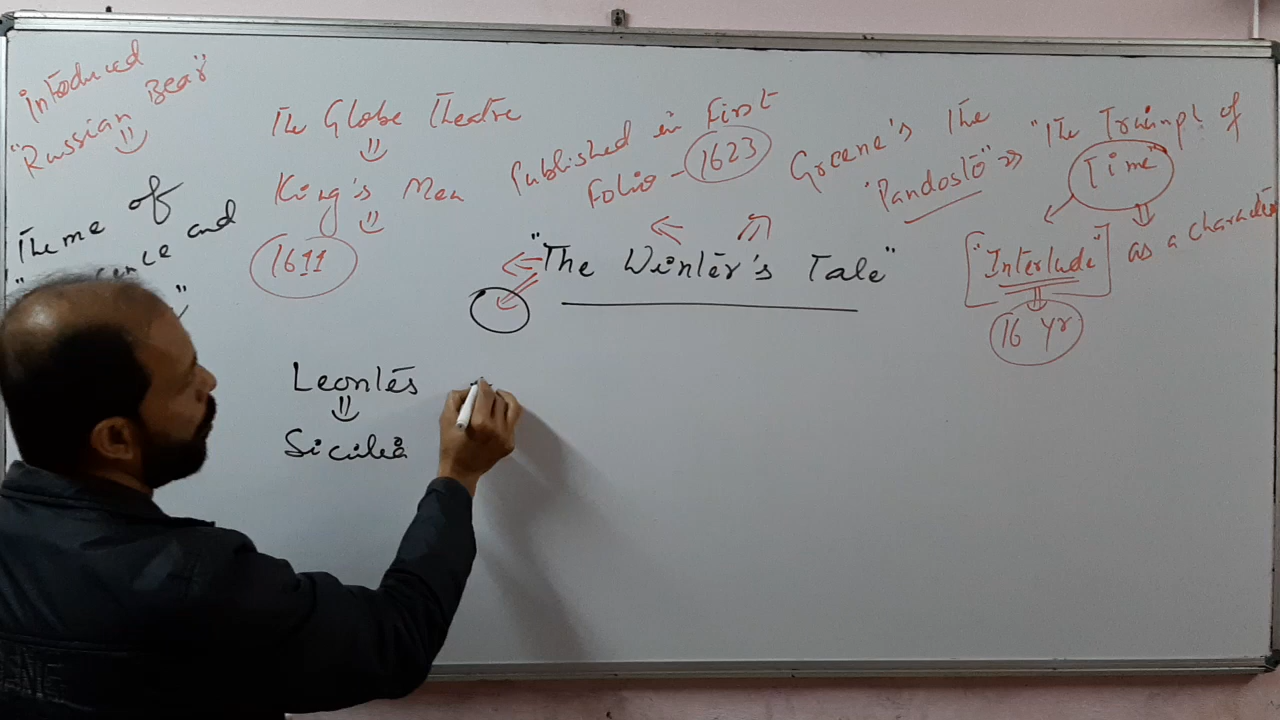 Introduced
"Russian Bear"
Theme of
and
The Globe Theatre
King's Men
1611
Published in First
Folio - 1623
Greene's The
"Pandosto"
"The Triumph of
Time"
["Interlude"] as a character
16 Yr
"The Winter's Tale"
Leontes
Sicilia